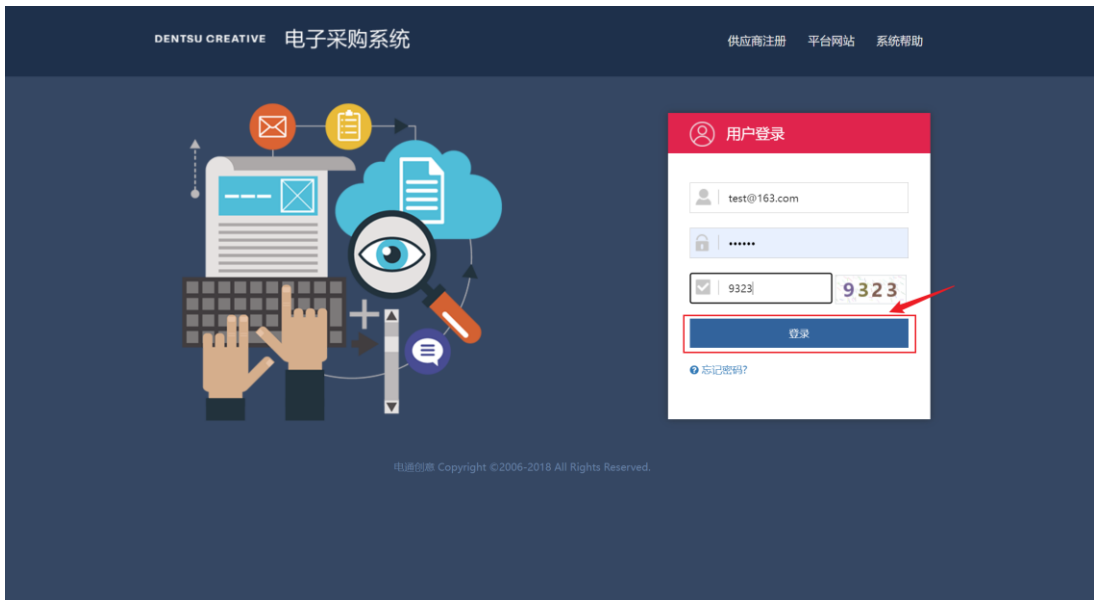 DENTSU CREATIVE 电子采购系统
供应商注册 平台网站 系统帮助
用户登录
test@163.com
••••••
9323 9323
登录
忘记密码?
电通创意 Copyright ©2006-2018 All Rights Reserved.